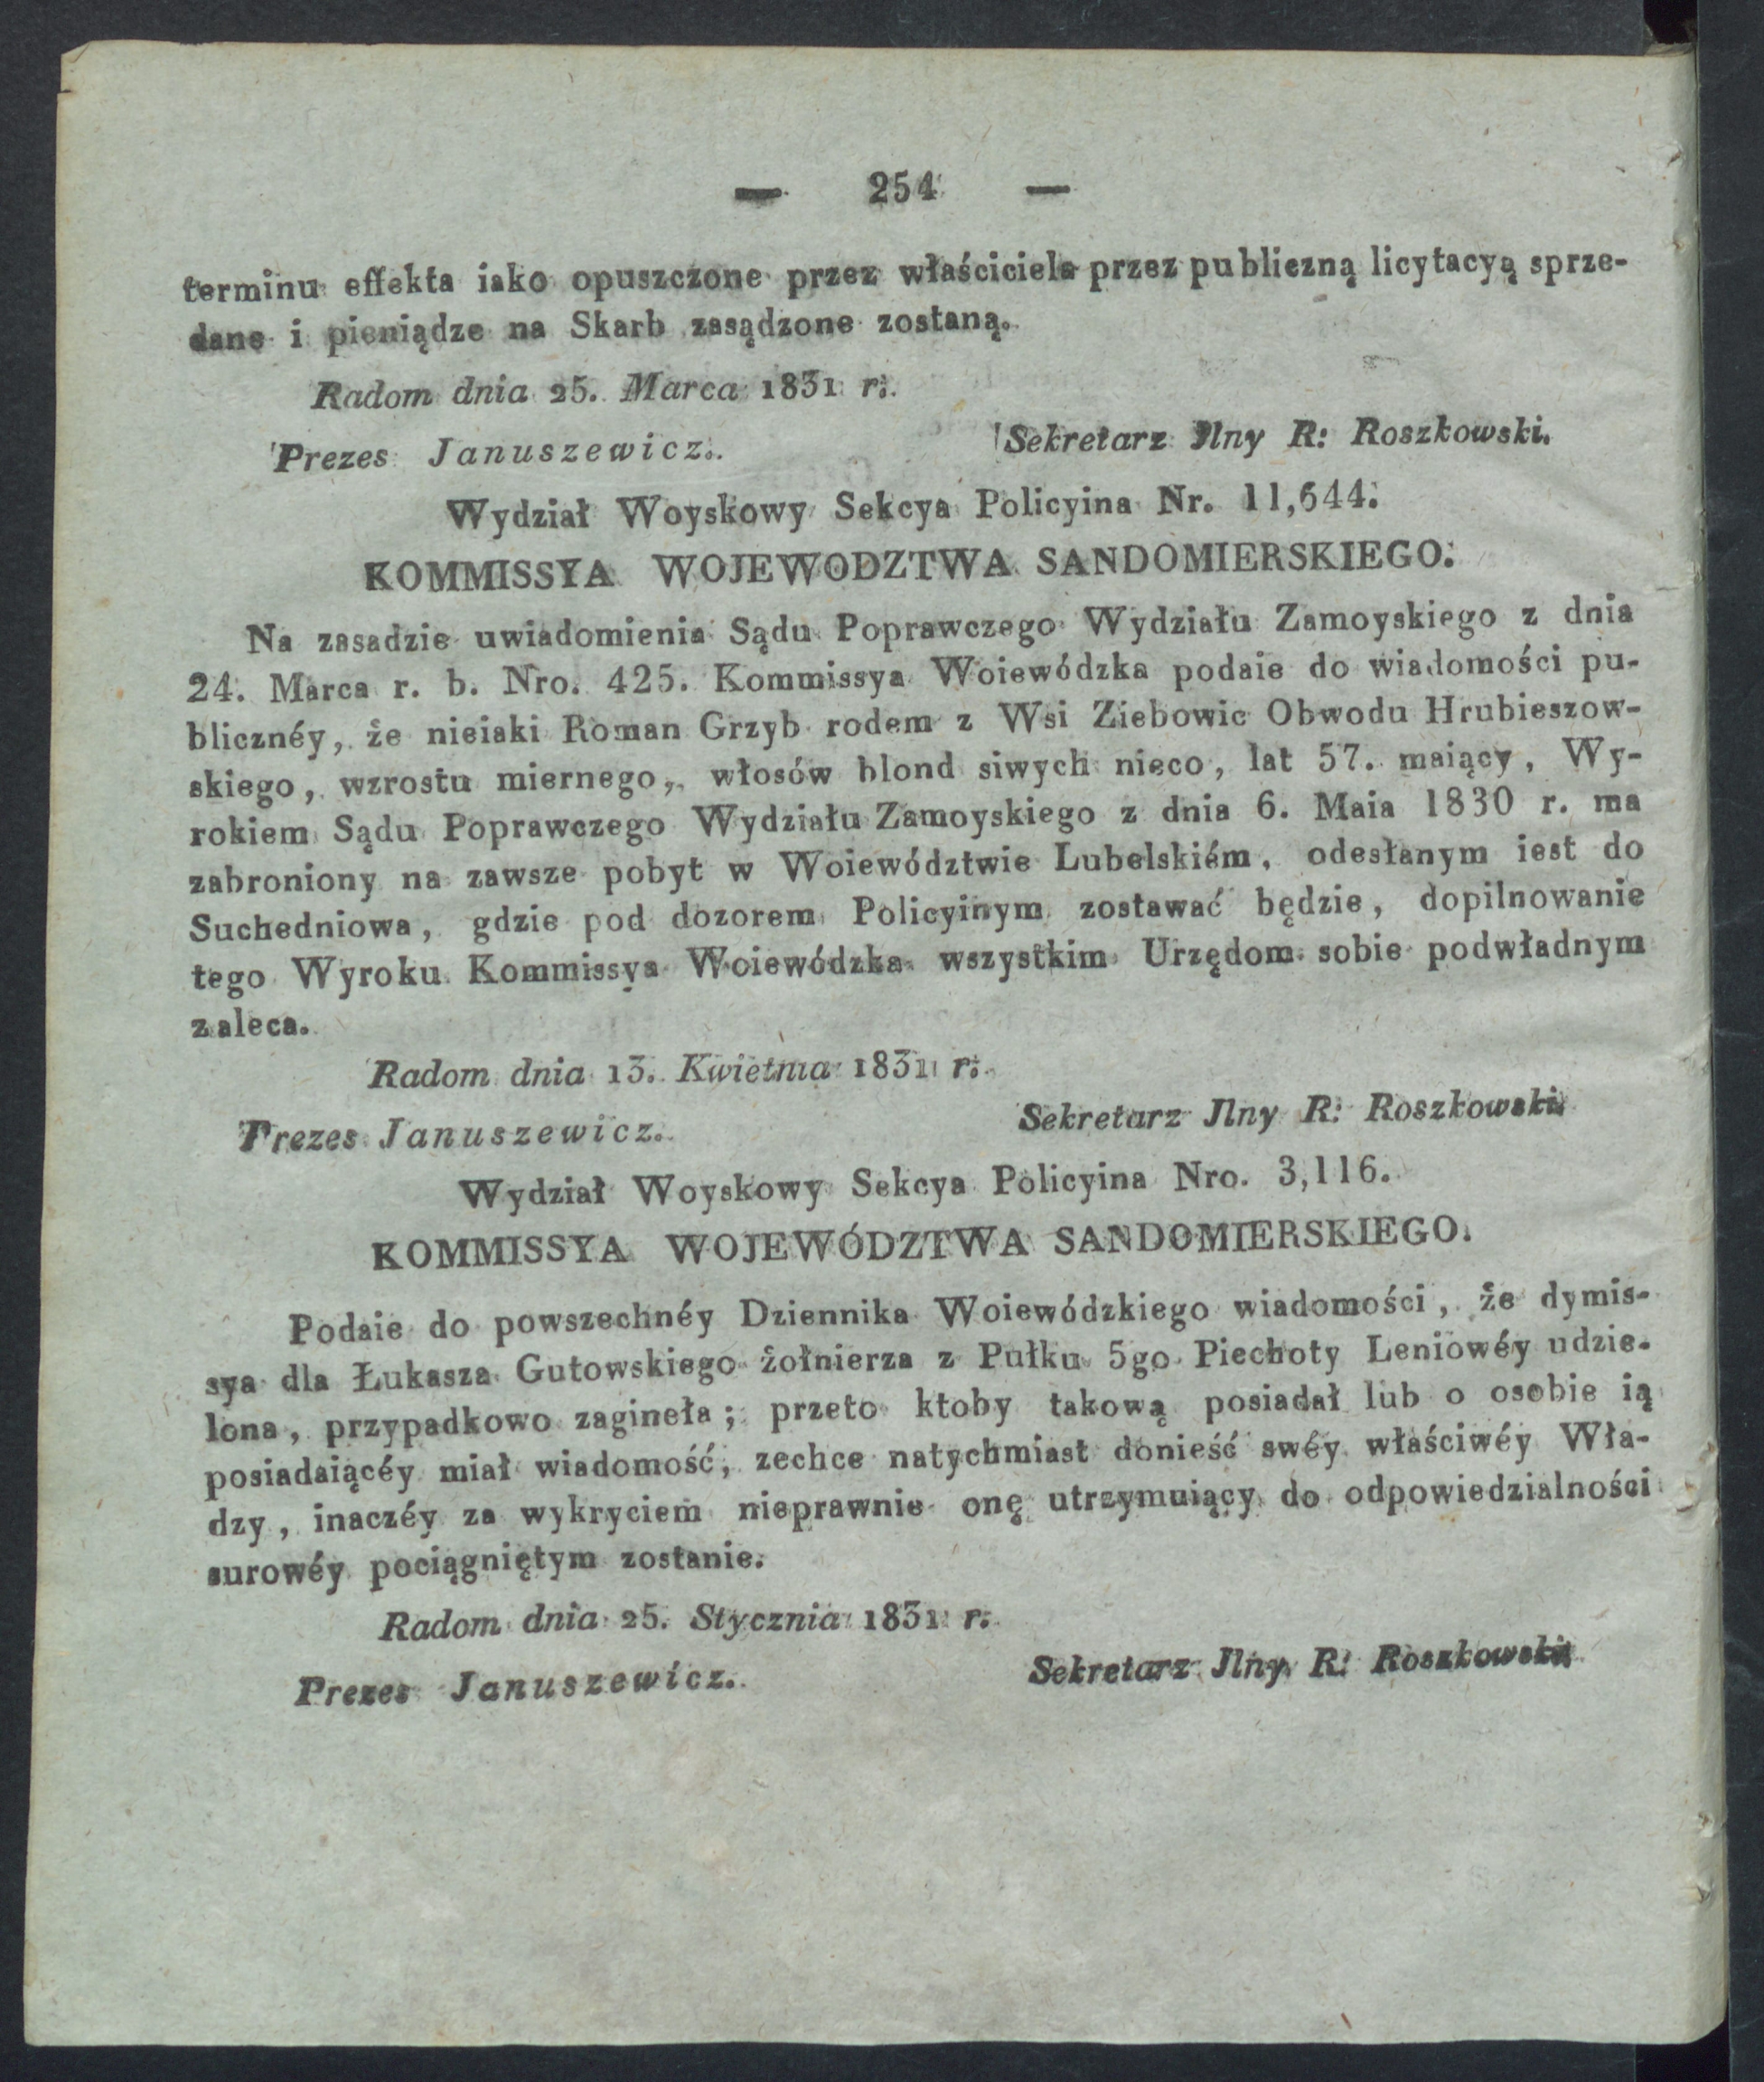 — 254 —
terminu effekta iako opuszczone przez właściciela przez publiczną licytacyą sprze-
dane i pieniądze na Skarb zasądzone zostaną.
Radom dnia 25. Marca 1831 r.
Prezes Januszewicz. Sekretarz Jlny R: Roszkowski.
Wydział Woyskowy Sekcya Policyina Nr. 11,644.
KOMMISSYA WOJEWODZTWA SANDOMIERSKIEGO.
Na zasadzie uwiadomienia Sądu Poprawczego Wydziału Zamoyskiego z dnia
24. Marca r. b. Nro. 425. Kommissya Woiewódzka podaie do wiadomości pu-
blicznéy, że nieiaki Roman Grzyb rodem z Wsi Ziebowic Obwodu Hrubieszow-
skiego, wzrostu miernego, włosów blond siwych nieco, lat 57. maiący, Wy-
rokiem Sądu Poprawczego Wydziału Zamoyskiego z dnia 6. Maia 1830 r. ma
zabroniony na zawsze pobyt w Woiewództwie Lubelskiém, odesłanym iest do
Suchedniowa, gdzie pod dozorem Policyinym zostawać będzie, dopilnowanie
tego Wyroku Kommissya Woiewódzka wszystkim Urzędom sobie podwładnym
zaleca.
Radom dnia 13. Kwietnia 1831 r.
Prezes Januszewicz. Sekretarz Jlny R: Roszkowski.
Wydział Woyskowy Sekcya Policyina Nro. 3,116.
KOMMISSYA WOJEWÓDZTWA SANDOMIERSKIEGO.
Podaie do powszechnéy Dziennika Woiewódzkiego wiadomości, że dymis-
sya dla Łukasza Gutowskiego żołnierza z Pułku 5go Piechoty Leniowéy udzie-
lona, przypadkowo zagineła; przeto ktoby takową posiadał lub o osobie ią
posiadaiącéy miał wiadomość, zechce natychmiast donieść swéy właściwéy Wła-
dzy, inaczéy za wykryciem nieprawnie onę utrzymuiący do odpowiedzialności
surowéy pociągniętym zostanie.
Radom dnia 25. Stycznia 1831 r.
Prezes Januszewicz. Sekretarz Jlny R: Roszkowski